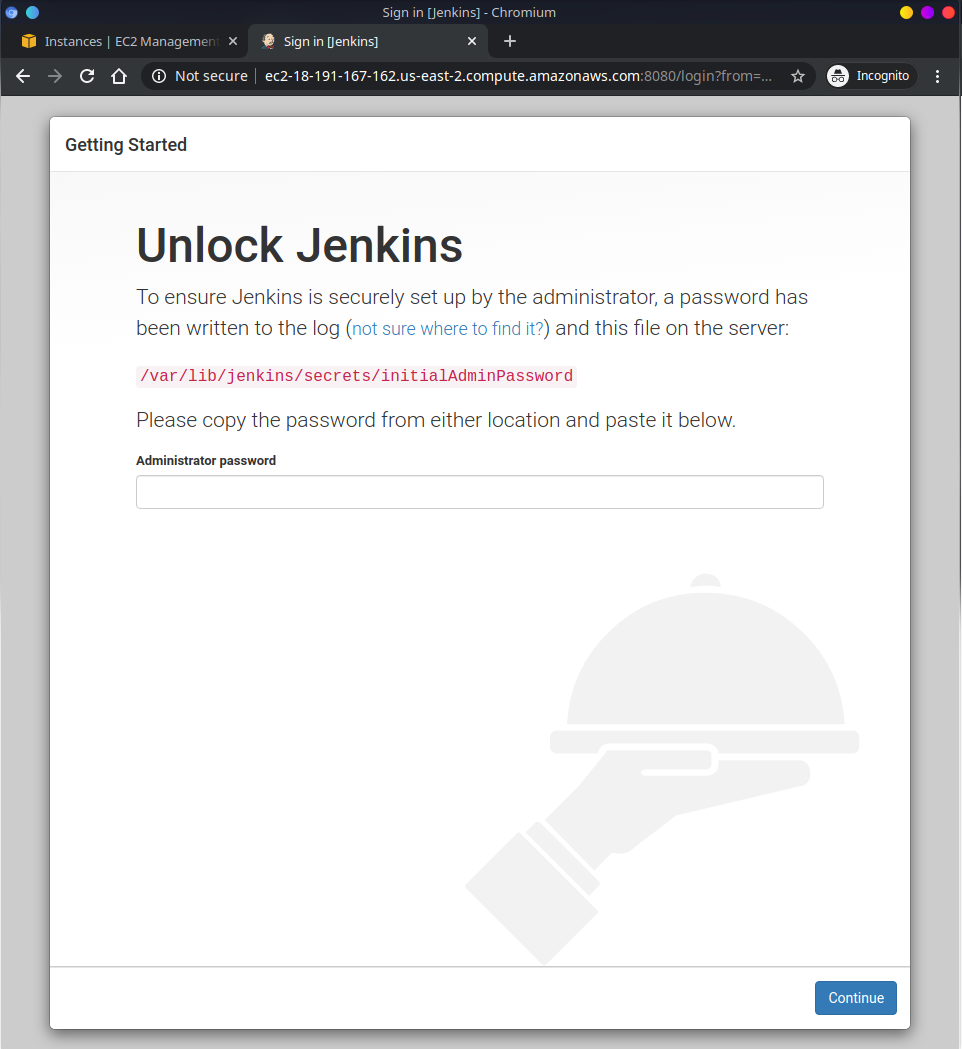 Sign in [Jenkins] - Chromium
Instances | EC2 Management
Sign in [Jenkins]
Not secure
ec2-18-191-167-162.us-east-2.compute.amazonaws.com:8080/login?from=...
Incognito
Getting Started
Unlock Jenkins
To ensure Jenkins is securely set up by the administrator, a password has
been written to the log (not sure where to find it?) and this file on the server:
/var/lib/jenkins/secrets/initialAdminPassword
Please copy the password from either location and paste it below.
Administrator password
Continue